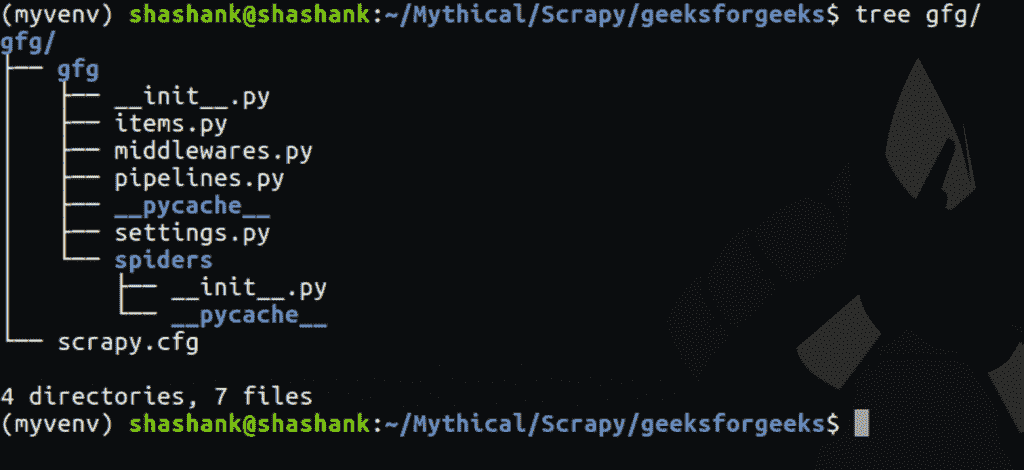 (myvenv) shashank@shashank:~/Mythical/Scrapy/geeksforgeeks$ tree gfg/
gfg/
├── gfg
│   ├── __init__.py
│   ├── items.py
│   ├── middlewares.py
│   ├── pipelines.py
│   ├── __pycache__
│   ├── settings.py
│   └── spiders
│       ├── __init__.py
│       └── __pycache__
└── scrapy.cfg
4 directories, 7 files
(myvenv) shashank@shashank:~/Mythical/Scrapy/geeksforgeeks$